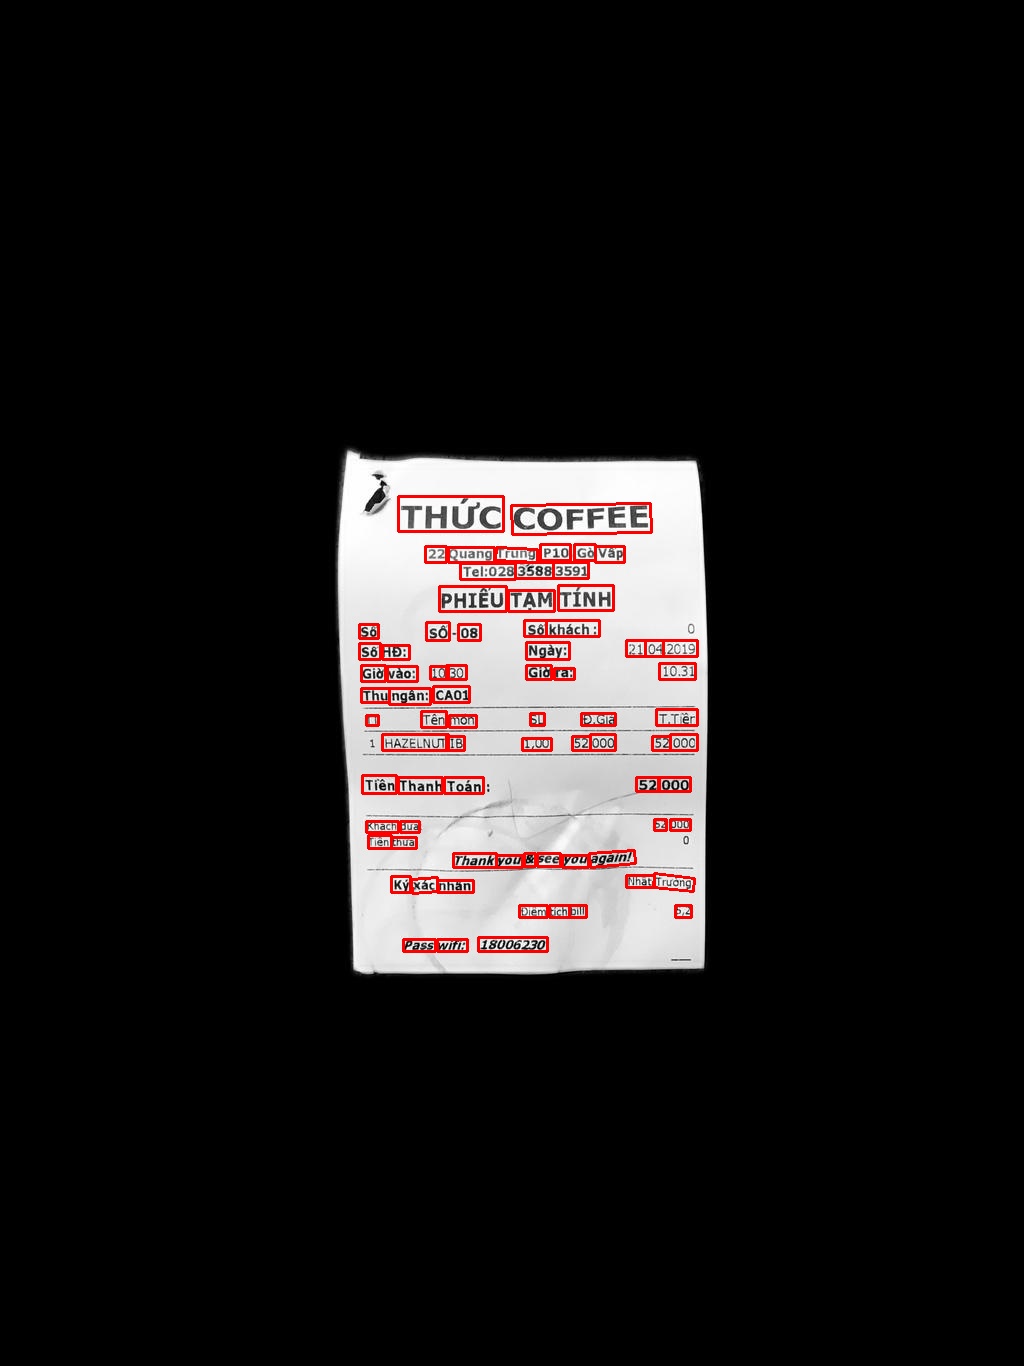 THỨC COFFEE
22 Quang Trung P10 Gò Vấp
Tel:028 3588 3591
PHIẾU TẠM TÍNH
Số SỐ - 08 Số khách : 0
Số HĐ: Ngày: 21 04 2019
Giờ vào: 10 30 Giờ ra: 10.31
Thu ngân: CA01
Tên món SL Đ.Giá T.Tiền
1 HAZELNUT IB 1,00 52 000 52 000
Tiền Thanh Toán : 52 000
Khách đưa 52 000
Tiền thừa 0
Thank you & see you again!
Ký xác nhãn Nhật Trường
Điểm tích bill 5,2
Pass wifi: 18006230